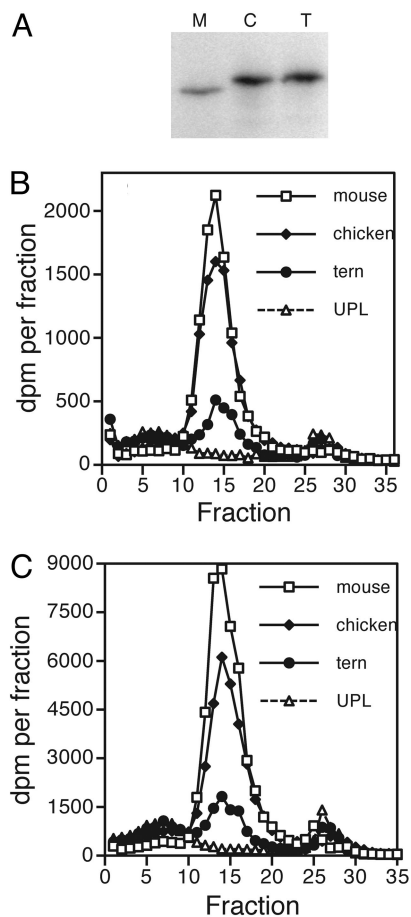 A
M C T
B
2000
1500
1000
500
0
dpm per fraction
mouse
chicken
tern
UPL
0 5 10 15 20 25 30 35
Fraction
C
9000
7500
6000
4500
3000
1500
0
dpm per fraction
mouse
chicken
tern
UPL
0 5 10 15 20 25 30 35
Fraction